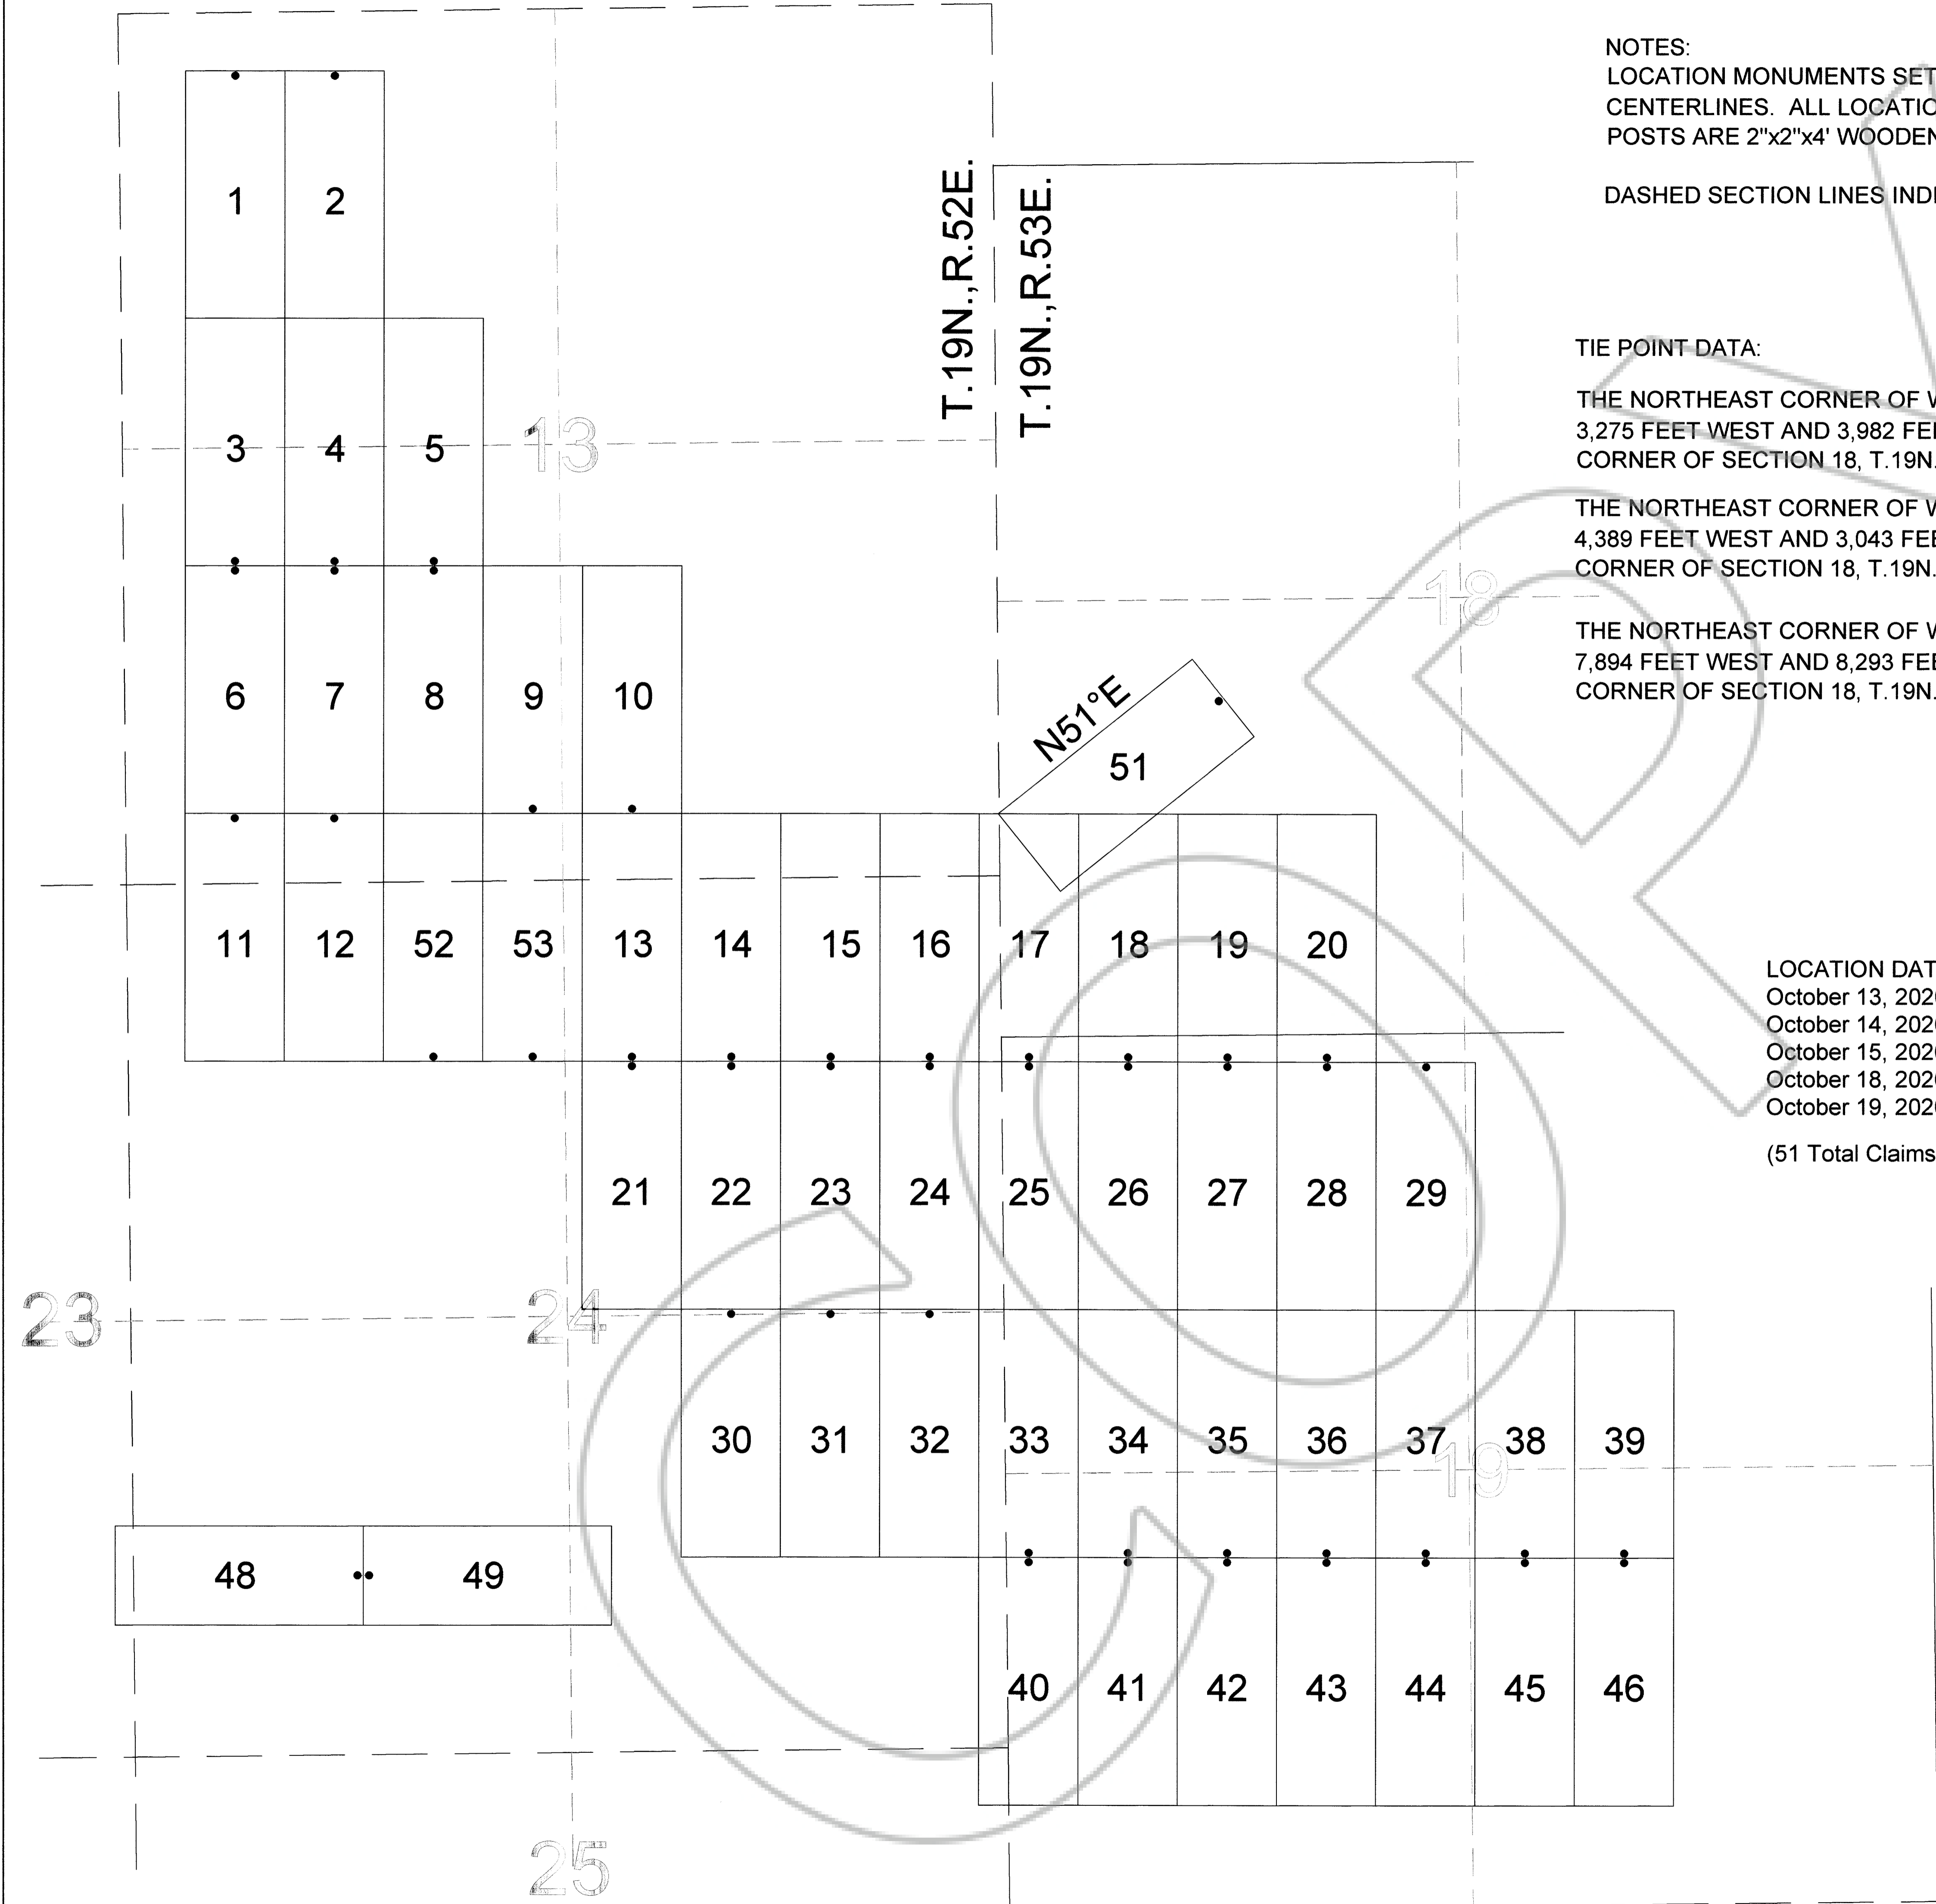 NOTES:
LOCATION MONUMENTS SET
CENTERLINES. ALL LOCATIO
POSTS ARE 2"x2"x4' WOODEN
DASHED SECTION LINES INDI
T.19N.,R.52E.
T.19N.,R.53E.
TIE POINT DATA:
THE NORTHEAST CORNER OF W
3,275 FEET WEST AND 3,982 FEE
CORNER OF SECTION 18, T.19N.
THE NORTHEAST CORNER OF W
4,389 FEET WEST AND 3,043 FEE
CORNER OF SECTION 18, T.19N.
THE NORTHEAST CORNER OF W
7,894 FEET WEST AND 8,293 FEE
CORNER OF SECTION 18, T.19N.
1 2
3 4 5 13
18
6 7 8 9 10
N51°E
51
11 12 52 53 13 14 15 16 17 18 19 20
LOCATION DAT
October 13, 202
October 14, 202
October 15, 202
October 18, 202
October 19, 202
(51 Total Claims
21 22 23 24 25 26 27 28 29
23 24
30 31 32 33 34 35 36 37 38 39
19
48 49
40 41 42 43 44 45 46
25
COPY